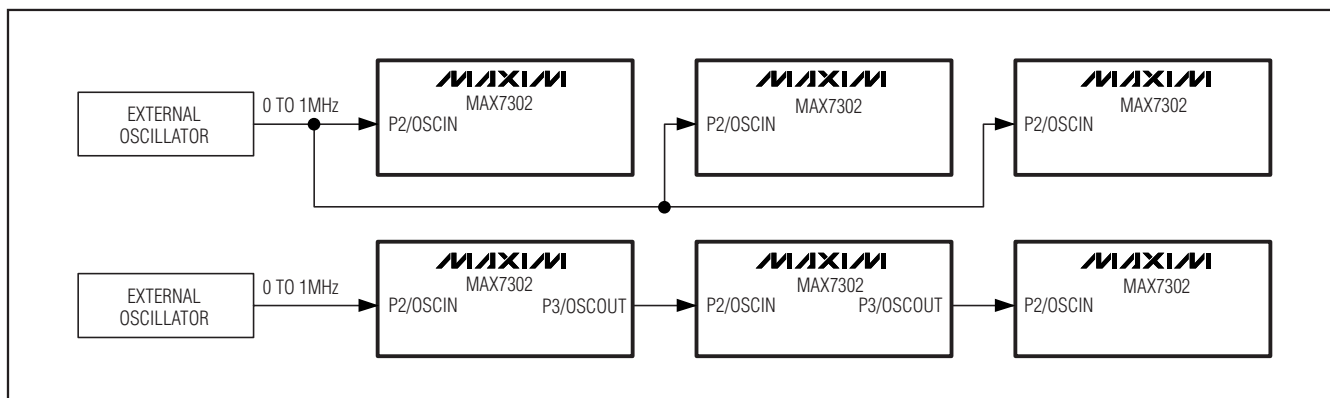 EXTERNAL
OSCILLATOR
0 TO 1MHz
MAXIM
MAX7302
P2/OSCIN
MAXIM
MAX7302
P2/OSCIN
MAXIM
MAX7302
P2/OSCIN
EXTERNAL
OSCILLATOR
0 TO 1MHz
MAXIM
MAX7302
P2/OSCIN P3/OSCOUT
MAXIM
MAX7302
P2/OSCIN P3/OSCOUT
MAXIM
MAX7302
P2/OSCIN